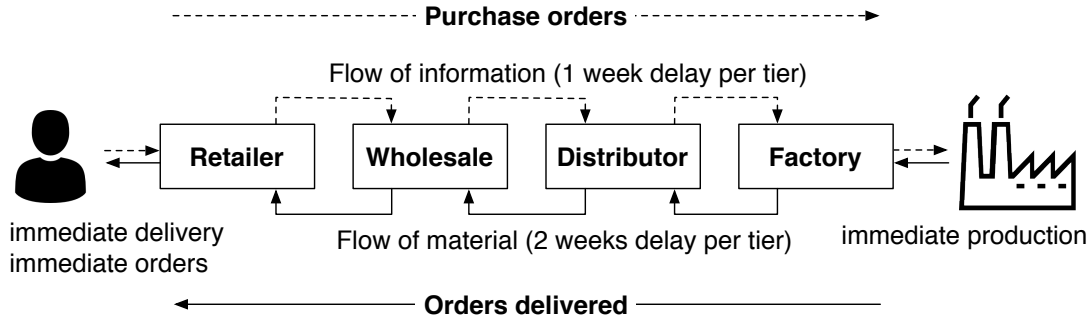 Purchase orders
Flow of information (1 week delay per tier)
Retailer
Wholesale
Distributor
Factory
immediate delivery
immediate orders
Flow of material (2 weeks delay per tier)
immediate production
Orders delivered